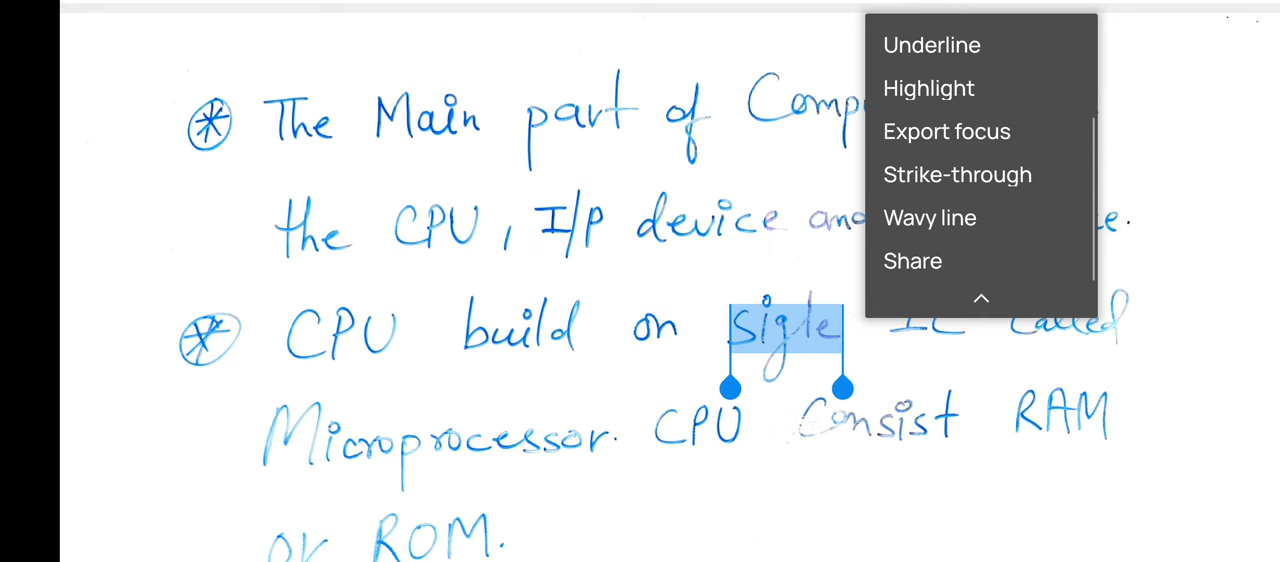 Underline
Highlight
Export focus
Strike-through
Wavy line
Share
The Main part of Comp
the CPU, I/P device and e.
CPU build on sigle IC called
Microprocessor. CPU Consist RAM
or ROM.